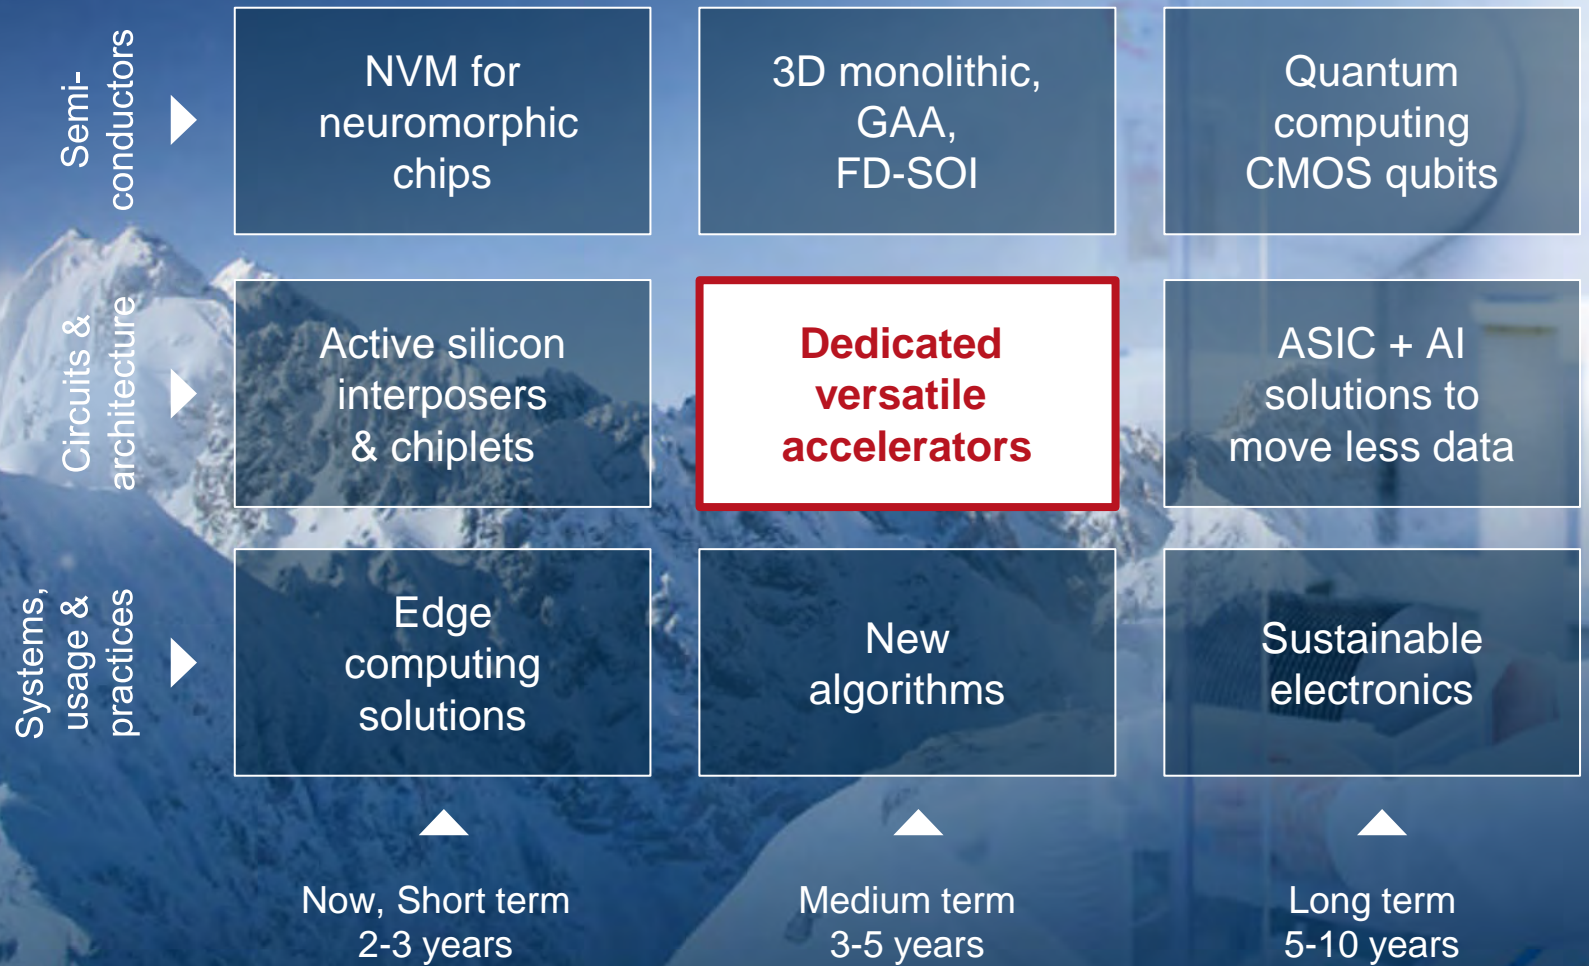 Semi-
conductors
NVM for
neuromorphic
chips
3D monolithic,
GAA,
FD-SOI
Quantum
computing
CMOS qubits
Circuits &
architecture
Active silicon
interposers
& chiplets
Dedicated
versatile
accelerators
ASIC + AI
solutions to
move less data
Systems,
usage &
practices
Edge
computing
solutions
New
algorithms
Sustainable
electronics
Now, Short term
2-3 years
Medium term
3-5 years
Long term
5-10 years